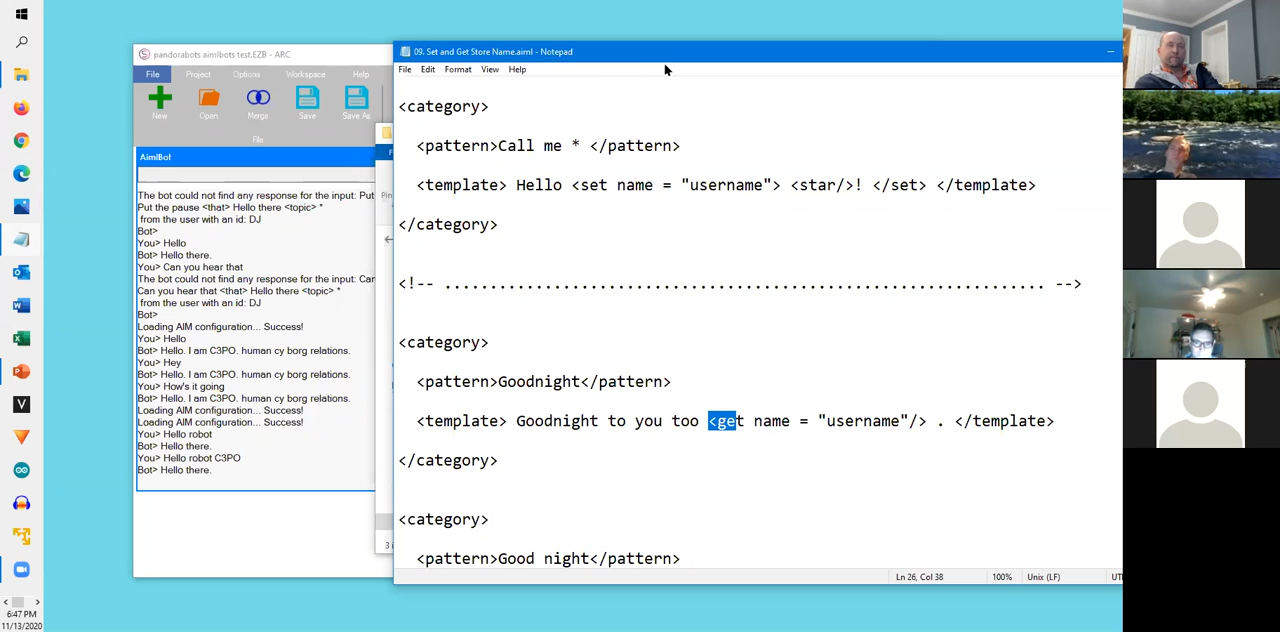 pandorabots aimlbots test.EZB - ARC
File Project Options Workspace Help
New Open Merge Save Save As
File
AimlBot
The bot could not find any response for the input: Put
Put the pause <that> Hello there <topic> *
from the user with an id: DJ
Bot>
You> Hello
Bot> Hello there.
You> Can you hear that
The bot could not find any response for the input: Can
Can you hear that <that> Hello there <topic> *
from the user with an id: DJ
Bot>
Loading AIM configuration... Success!
You> Hello
Bot> Hello. I am C3PO. human cy borg relations.
You> Hey
Bot> Hello. I am C3PO. human cy borg relations.
You> How's it going
Bot> Hello. I am C3PO. human cy borg relations.
Loading AIM configuration... Success!
Loading AIM configuration... Success!
You> Hello robot
Bot> Hello there.
You> Hello robot C3PO
Bot> Hello there.
F
Pin
3 i
09. Set and Get Store Name.aiml - Notepad
File Edit Format View Help
<category>
<pattern>Call me * </pattern>
<template> Hello <set name = "username"> <star/>! </set> </template>
</category>
<!-- ................................................................... -->
<category>
<pattern>Goodnight</pattern>
<template> Goodnight to you too <get name = "username"/> . </template>
</category>
<category>
<pattern>Good night</pattern>
Ln 26, Col 38 100% Unix (LF) UT
6:47 PM
11/13/2020